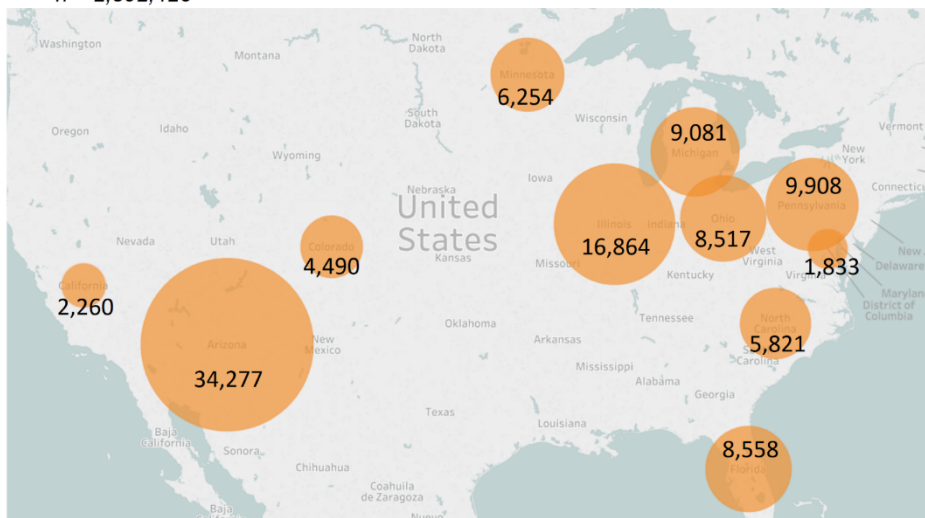 Washington
North
Dakota
Montana
Minnesota
6,254
South
Dakota
Wisconsin
Vermont
Oregon
Idaho
Wyoming
9,081
Michigan
New
York
Iowa
Nebraska
9,908
Pennsylvania
Connecticut
United
States
Illinois
Indiana
Ohio
16,864
8,517
Nevada
Utah
Colorado
4,490
Kansas
Missouri
West
Virginia
Virginia
1,833
New
Delaware
Maryland
District of
Columbia
Kentucky
California
2,260
Arizona
34,277
New
Mexico
Oklahoma
Arkansas
Tennessee
North
Carolina
5,821
South
Carolina
Mississippi
Alabama
Georgia
Texas
Louisiana
8,558
Florida
Baja
California
Sonora
Chihuahua
Coahuila
de Zaragoza
Baja
Nuevo